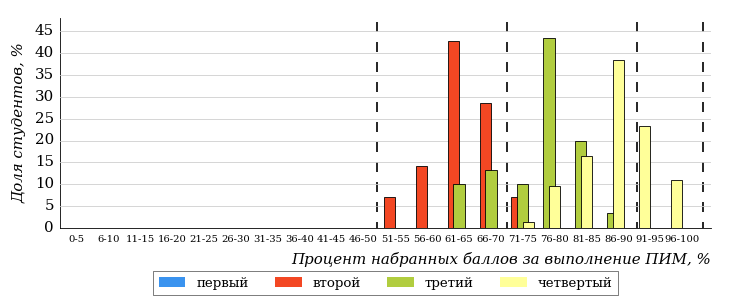 Доля студентов, %
45
40
35
30
25
20
15
10
5
0
0-5 6-10 11-15 16-20 21-25 26-30 31-35 36-40 41-45 46-50 51-55 56-60 61-65 66-70 71-75 76-80 81-85 86-90 91-95 96-100
Процент набранных баллов за выполнение ПИМ, %
первый второй третий четвертый